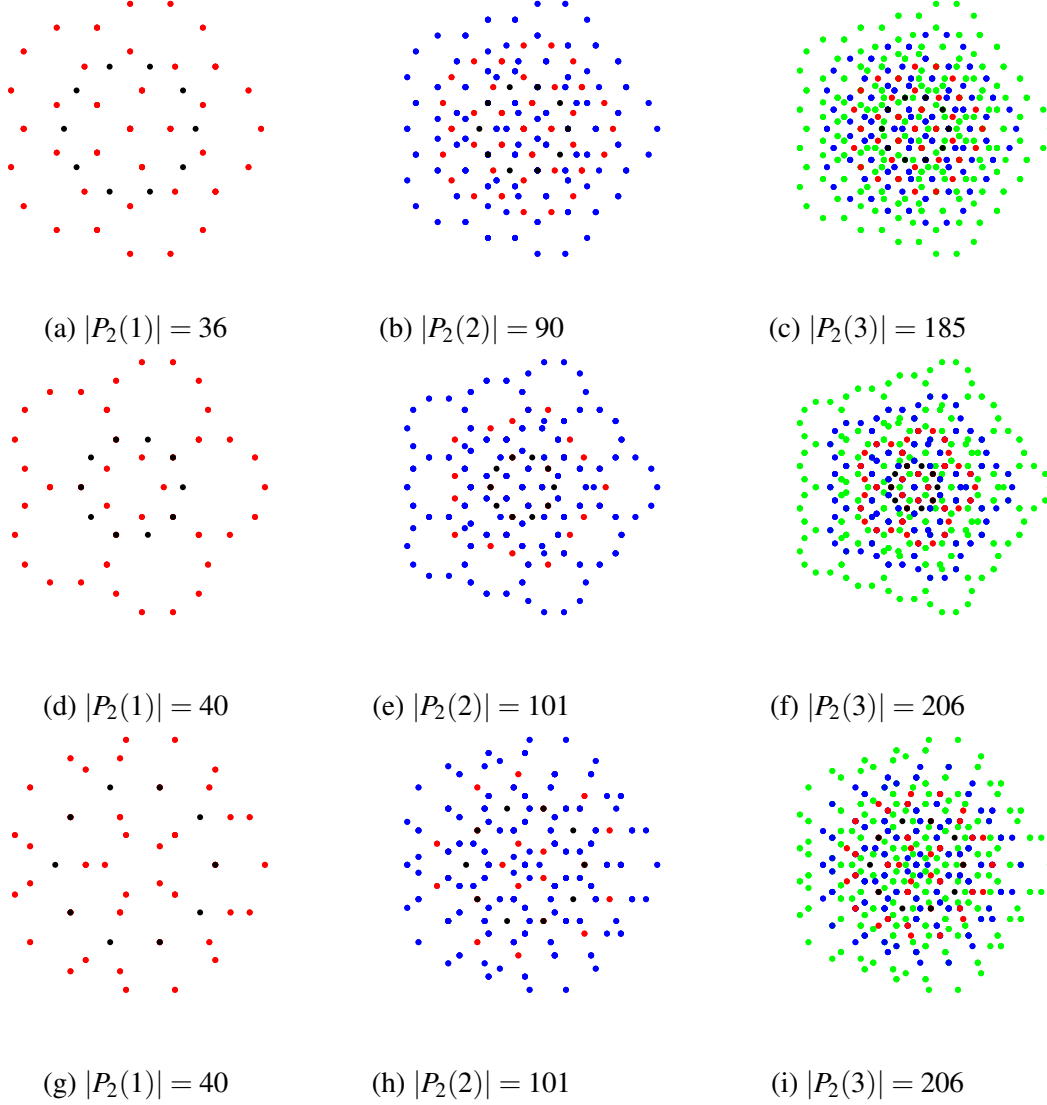 (a) |P₂(1)| = 36 (b) |P₂(2)| = 90 (c) |P₂(3)| = 185
(d) |P₂(1)| = 40 (e) |P₂(2)| = 101 (f) |P₂(3)| = 206
(g) |P₂(1)| = 40 (h) |P₂(2)| = 101 (i) |P₂(3)| = 206